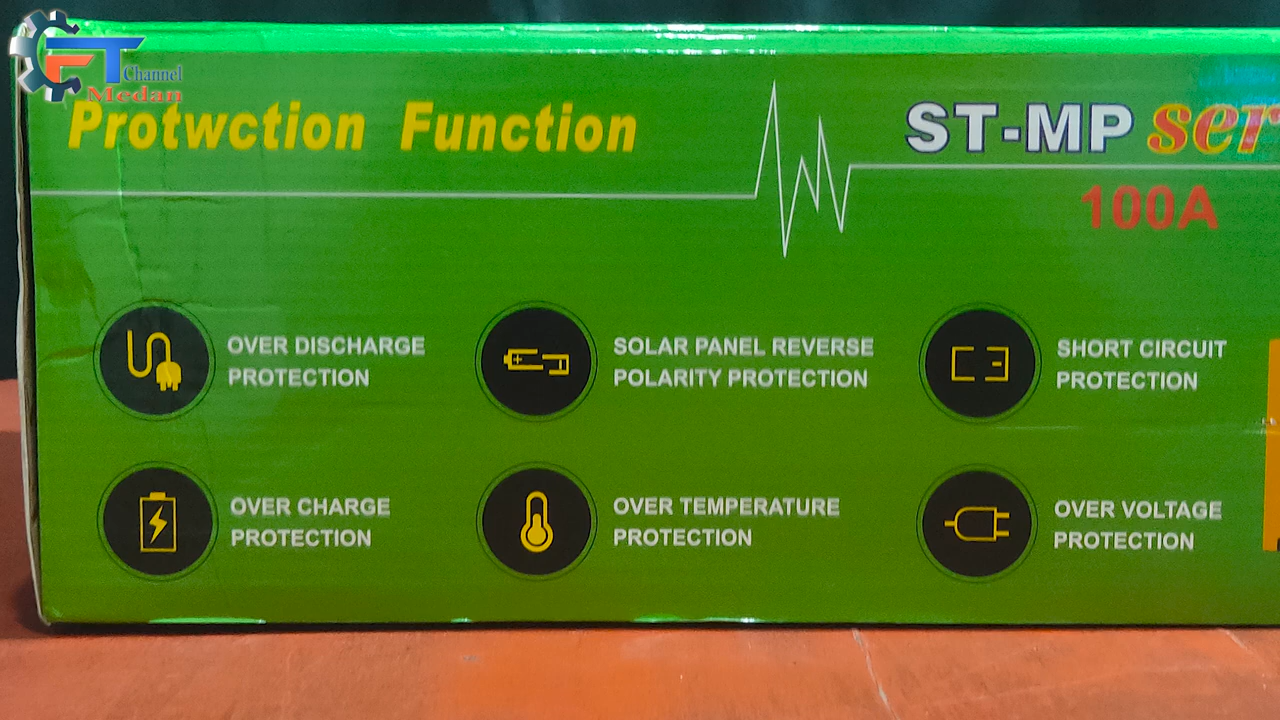 FT Channel
Medan
Protwction Function
ST-MP
100A
OVER DISCHARGE
PROTECTION
SOLAR PANEL REVERSE
POLARITY PROTECTION
SHORT CIRCUIT
PROTECTION
OVER CHARGE
PROTECTION
OVER TEMPERATURE
PROTECTION
OVER VOLTAGE
PROTECTION